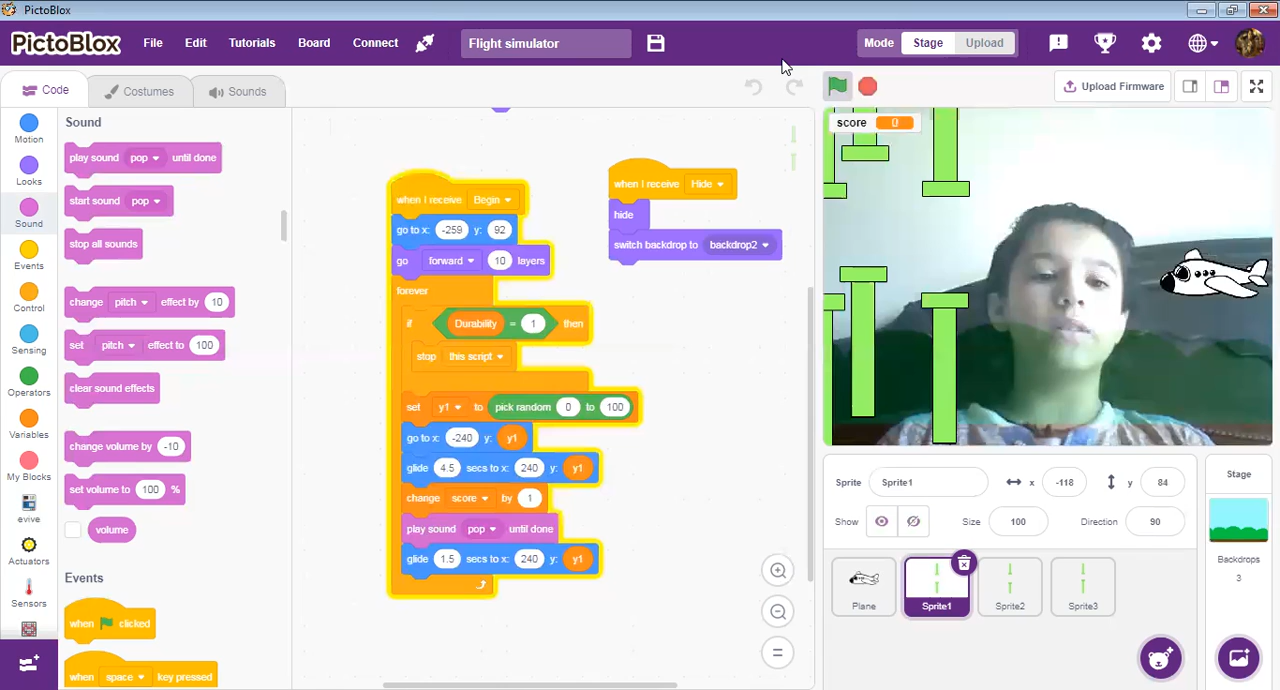 PictoBlox
PictoBlox File Edit Tutorials Board Connect Flight simulator Mode Stage Upload
Code Costumes Sounds Upload Firmware
Motion
Looks
Sound
Events
Control
Sensing
Operators
Variables
My Blocks
evive
Actuators
Sensors
Sound
play sound pop until done
start sound pop
stop all sounds
change pitch effect by 10
set pitch effect to 100
clear sound effects
change volume by -10
set volume to 100 %
volume
Events
when clicked
when space key pressed
when I receive Begin
go to x: -259 y: 92
go forward 10 layers
forever
if Durability = 1 then
stop this script
set y1 to pick random 0 to 100
go to x: -240 y: y1
glide 4.5 secs to x: 240 y: y1
change score by 1
play sound pop until done
glide 1.5 secs to x: 240 y: y1
when I receive Hide
hide
switch backdrop to backdrop2
score 0
Sprite Sprite1 x -118 y 84
Show Size 100 Direction 90
Plane Sprite1 Sprite2 Sprite3
Stage
Backdrops
3